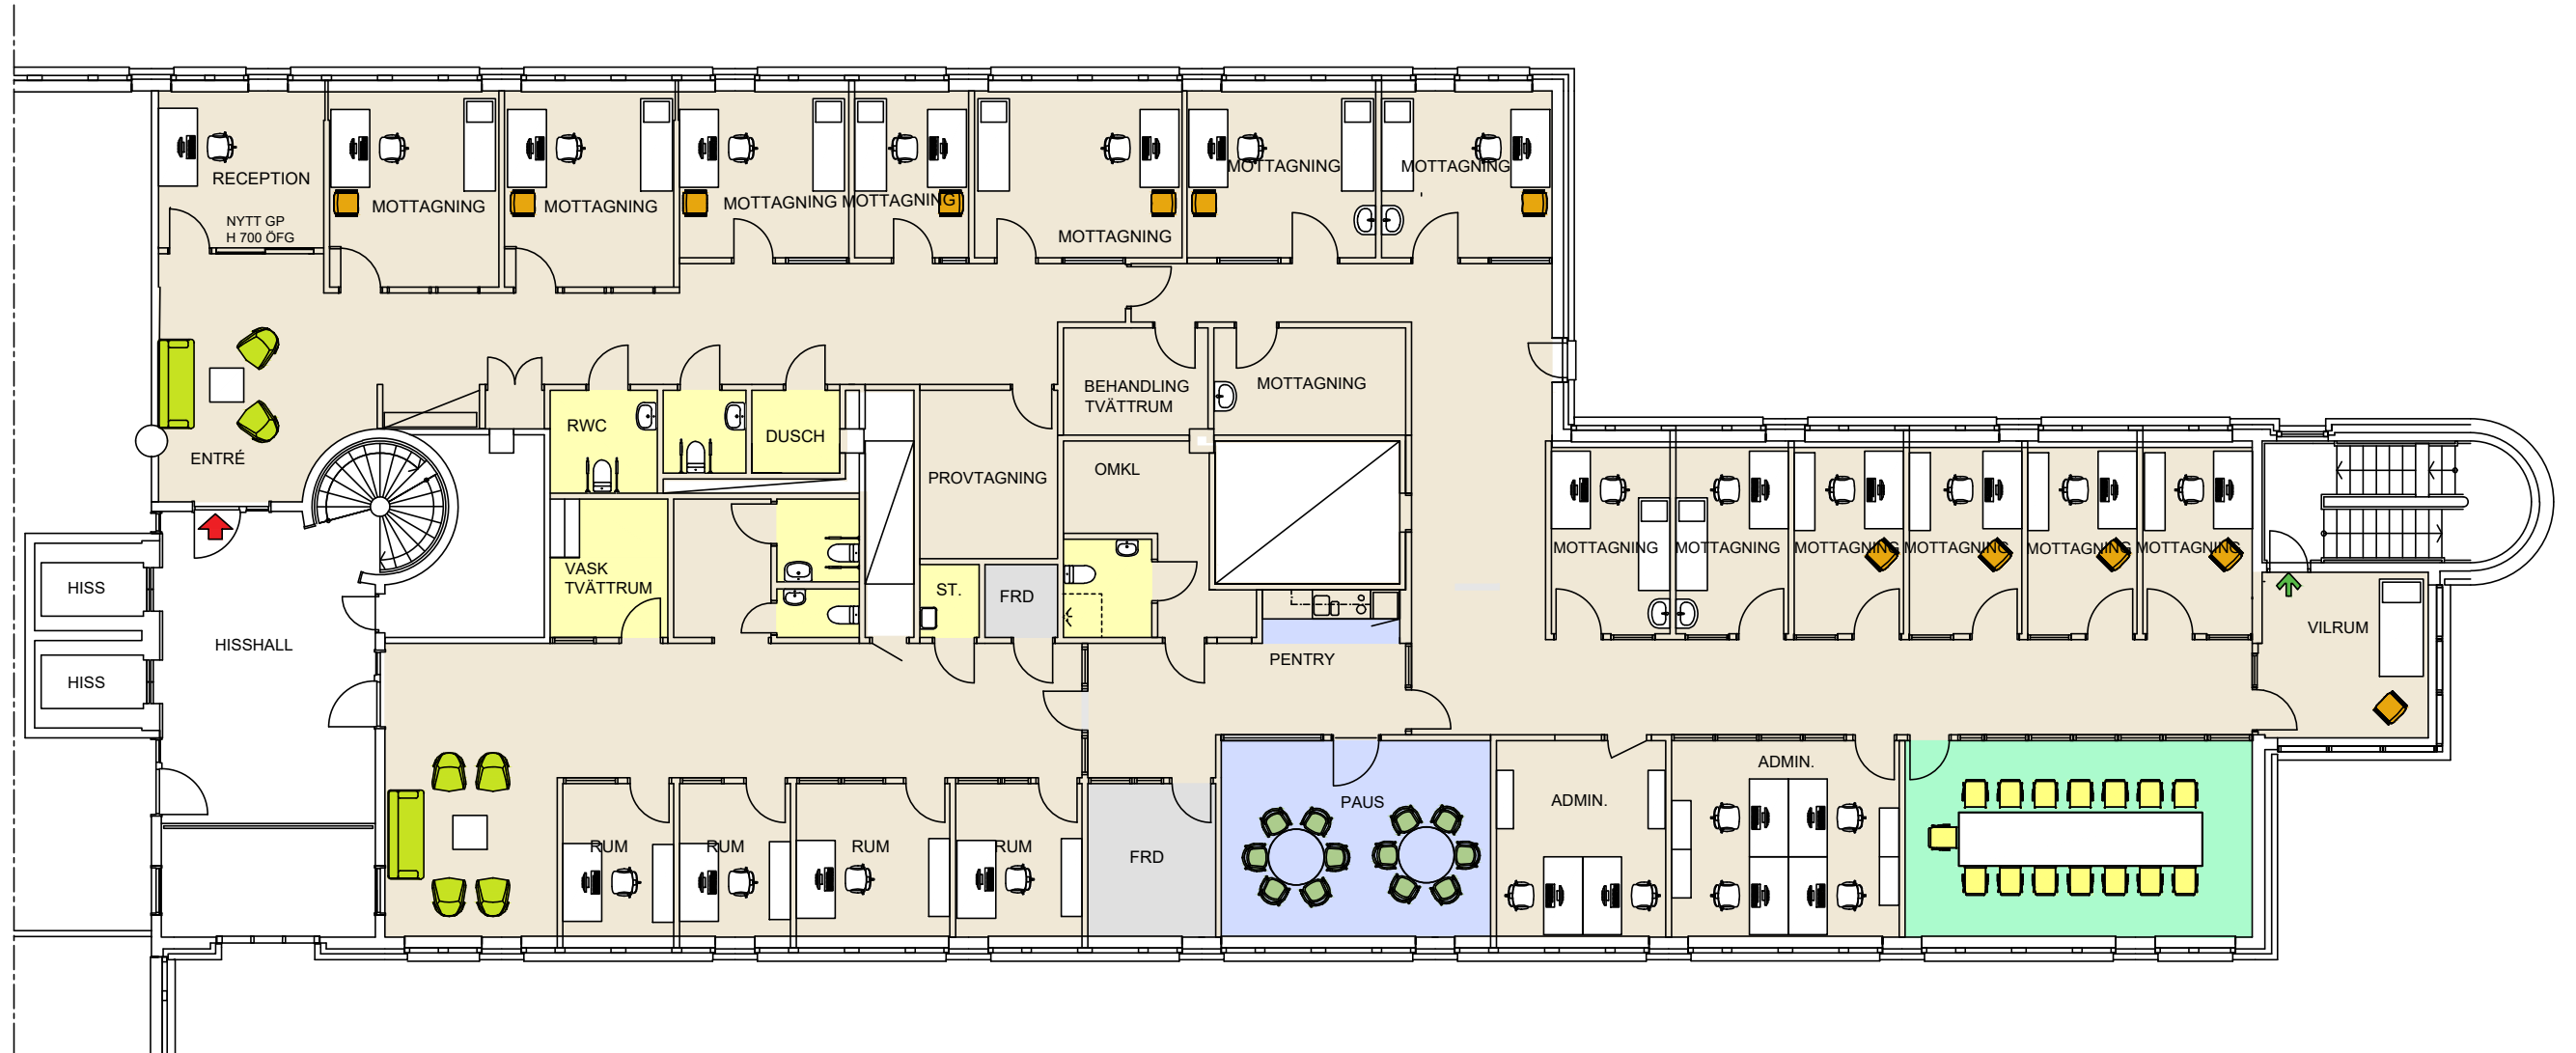 RECEPTION
NYTT GP
H 700 ÖFG
MOTTAGNING
MOTTAGNING
MOTTAGNING
MOTTAGNING
MOTTAGNING
MOTTAGNING
MOTTAGNING
ENTRÉ
RWC
DUSCH
PROVTAGNING
BEHANDLING
TVÄTTRUM
MOTTAGNING
OMKL
VASK
TVÄTTRUM
ST.
FRD
MOTTAGNING
MOTTAGNING
MOTTAGNING
MOTTAGNING
MOTTAGNING
MOTTAGNING
HISS
HISS
HISSHALL
PENTRY
VILRUM
RUM
RUM
RUM
RUM
FRD
PAUS
ADMIN.
ADMIN.